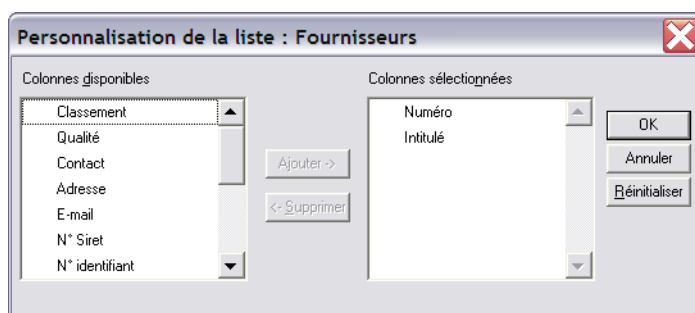 Personnalisation de la liste : Fournisseurs
Colonnes disponibles
Classement
Qualité
Contact
Adresse
E-mail
N° Siret
N° identifiant
Ajouter ->
<- Supprimer
Colonnes sélectionnées
Numéro
Intitulé
OK
Annuler
Réinitialiser